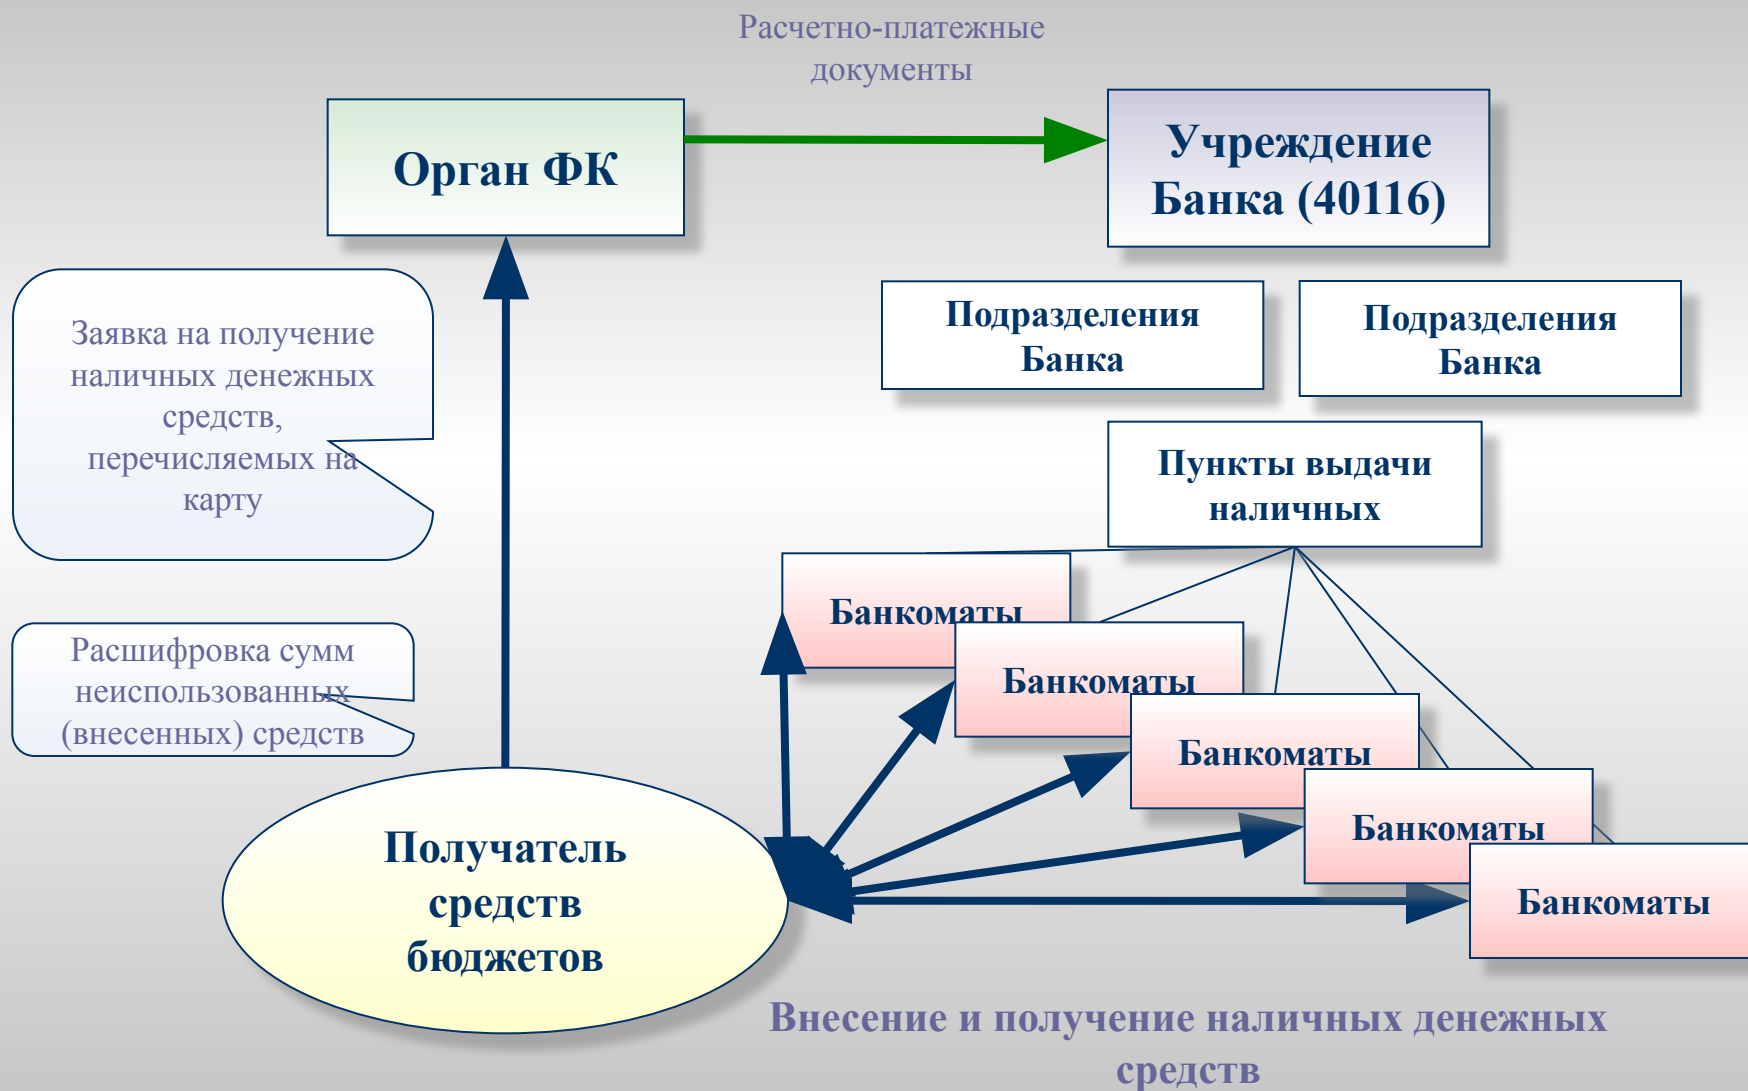 Расчетно-платежные
документы
Орган ФК
Учреждение
Банка (40116)
Подразделения
Банка
Подразделения
Банка
Заявка на получение
наличных денежных
средств,
перечисляемых на
карту
Пункты выдачи
наличных
Банкоматы
Банкоматы
Банкоматы
Банкоматы
Банкоматы
Расшифровка сумм
неиспользованных
(внесенных) средств
Получатель
средств
бюджетов
Внесение и получение наличных денежных
средств